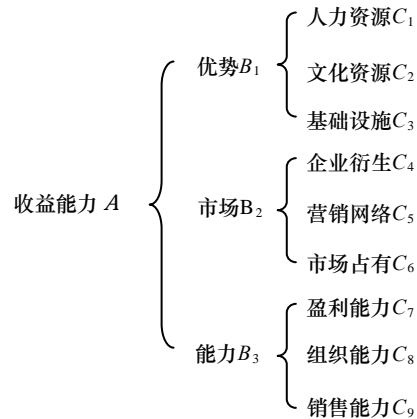 收益能力 A
优势B₁
人力资源C₁
文化资源C₂
基础设施C₃
市场B₂
企业衍生C₄
营销网络C₅
市场占有C₆
能力B₃
盈利能力C₇
组织能力C₈
销售能力C₉